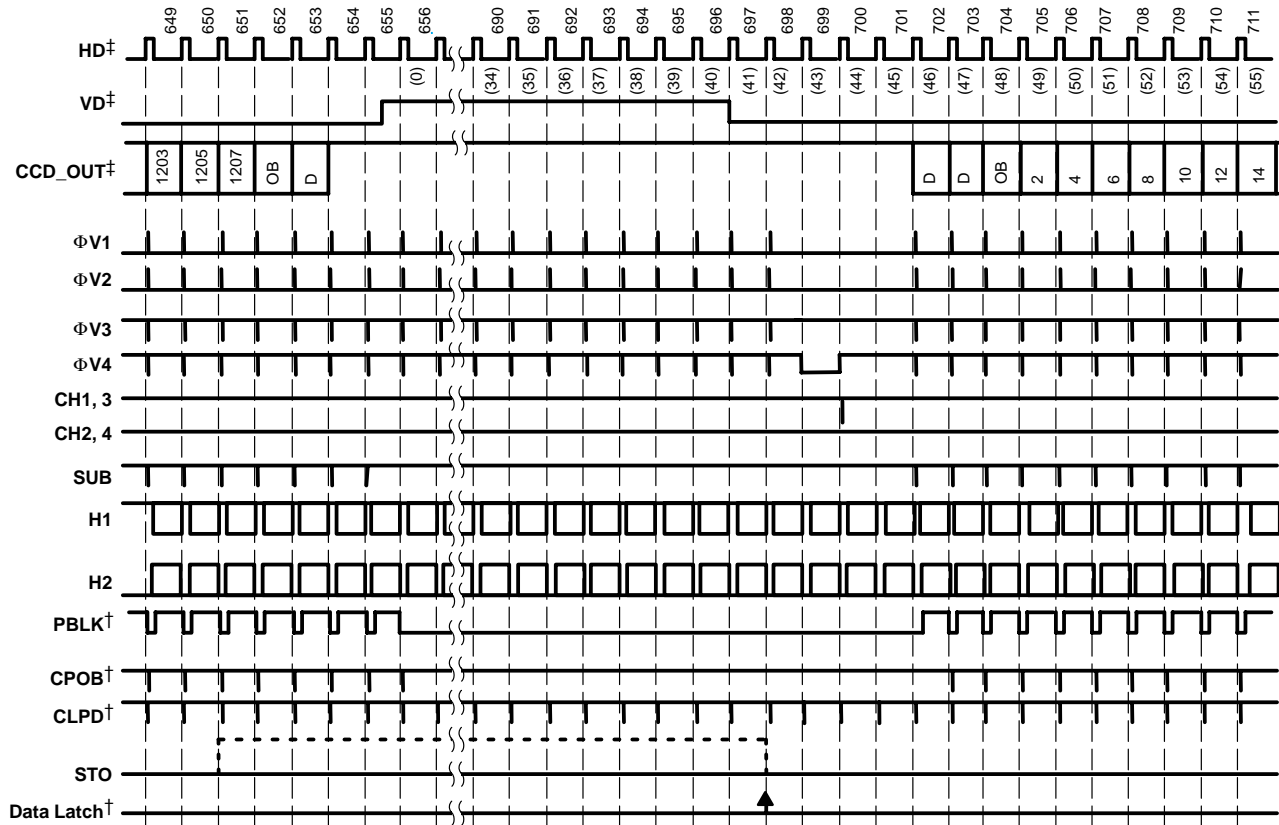 649 650 651 652 653 654 655 656 690 691 692 693 694 695 696 697 698 699 700 701 702 703 704 705 706 707 708 709 710 711
HD‡
(0) (34) (35) (36) (37) (38) (39) (40) (41) (42) (43) (44) (45) (46) (47) (48) (49) (50) (51) (52) (53) (54) (55)
VD‡
CCD_OUT‡ 1203 1205 1207 OB D D D OB 2 4 6 8 10 12 14
ΦV1
ΦV2
ΦV3
ΦV4
CH1, 3
CH2, 4
SUB
H1
H2
PBLK†
CPOB†
CLPD†
STO
Data Latch†